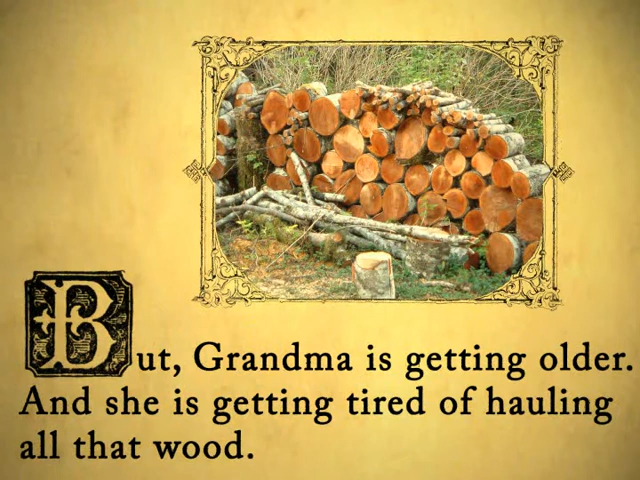 But, Grandma is getting older.
And she is getting tired of hauling
all that wood.